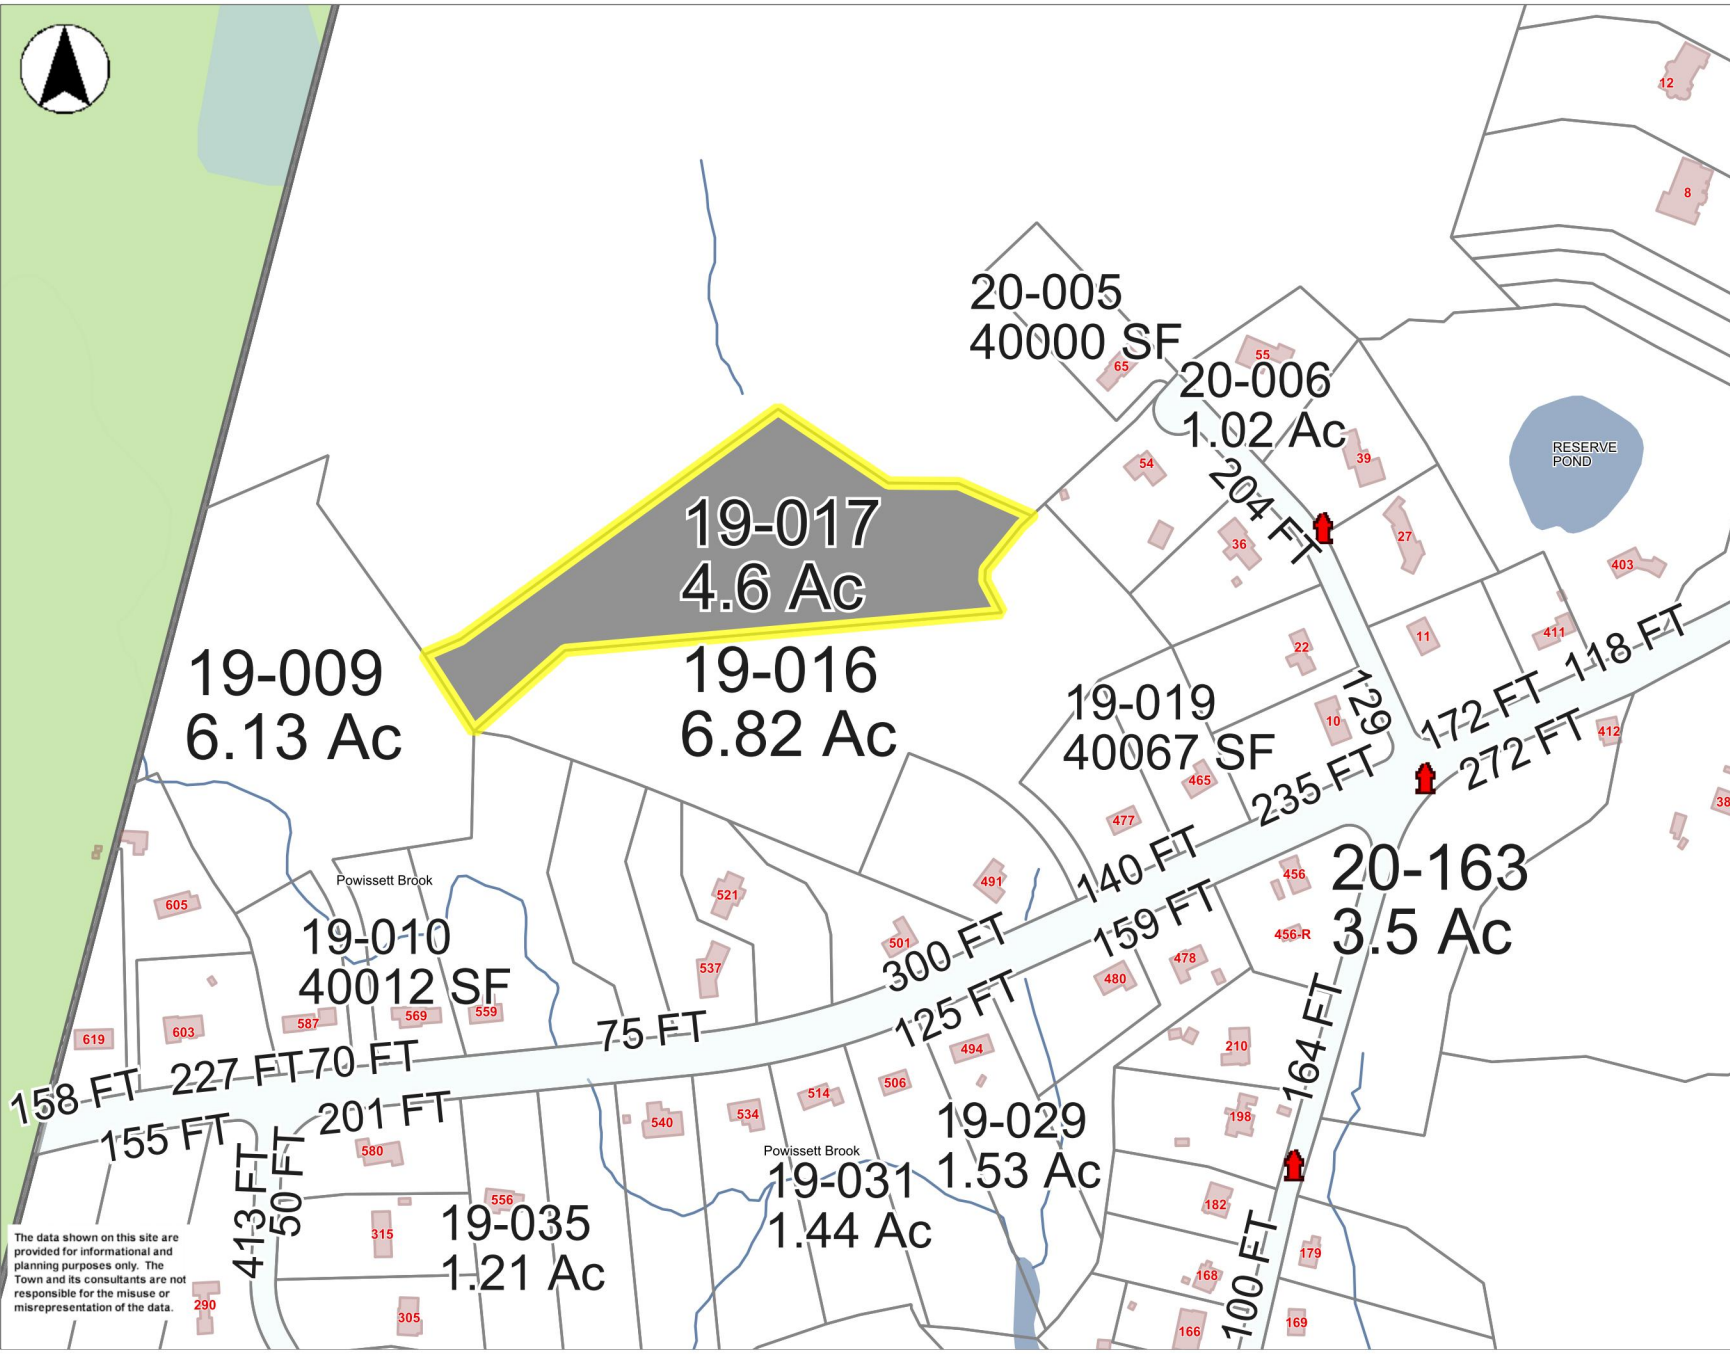 12
8
20-005
40000 SF
65
55
20-006
1.02 Ac
54
39
204 FT
36
27
RESERVE
POND
403
19-017
4.6 Ac
11
411
118 FT
22
19-009
6.13 Ac
19-016
6.82 Ac
19-019
40067 SF
129
10
172 FT
272 FT
412
465
477
235 FT
38
140 FT
20-163
3.5 Ac
456
456-R
159 FT
478
480
491
501
300 FT
125 FT
521
537
Powissett Brook
605
19-010
40012 SF
587
569
559
603
619
75 FT
158 FT
227 FT
70 FT
155 FT
201 FT
413 FT
50 FT
580
540
534
514
506
494
210
164 FT
198
19-029
1.53 Ac
Powissett Brook
19-031
1.44 Ac
556
19-035
1.21 Ac
315
182
179
168
100 FT
169
166
290
305
The data shown on this site are
provided for informational and
planning purposes only. The
Town and its consultants are not
responsible for the misuse or
misrepresentation of the data.